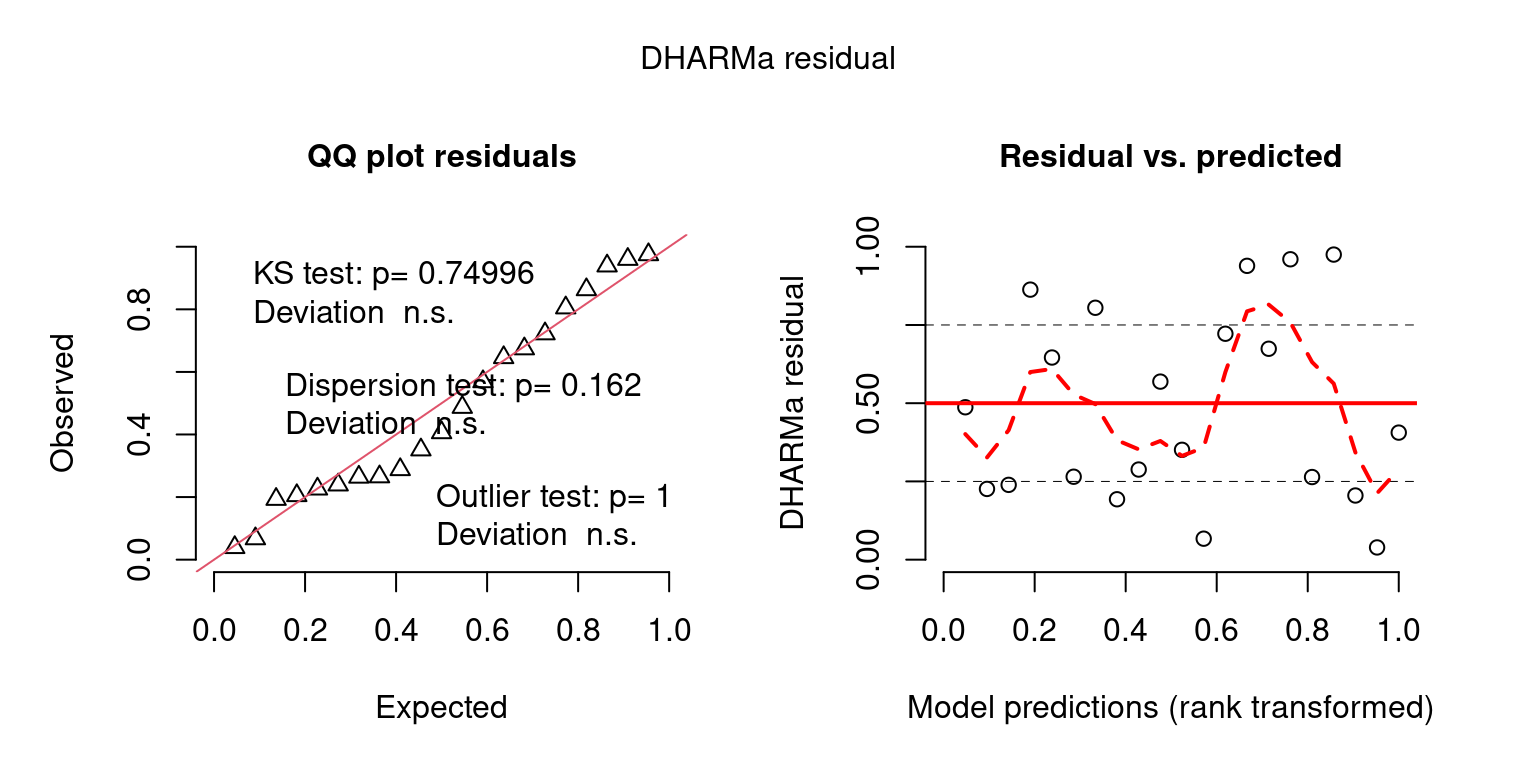 DHARMa residual
QQ plot residuals
KS test: p= 0.74996
Deviation  n.s.
Dispersion test: p= 0.162
Deviation  n.s.
Outlier test: p= 1
Deviation  n.s.
Observed
0.0
0.4
0.8
0.0 0.2 0.4 0.6 0.8 1.0
Expected
Residual vs. predicted
DHARMa residual
0.00
0.50
1.00
0.0 0.2 0.4 0.6 0.8 1.0
Model predictions (rank transformed)